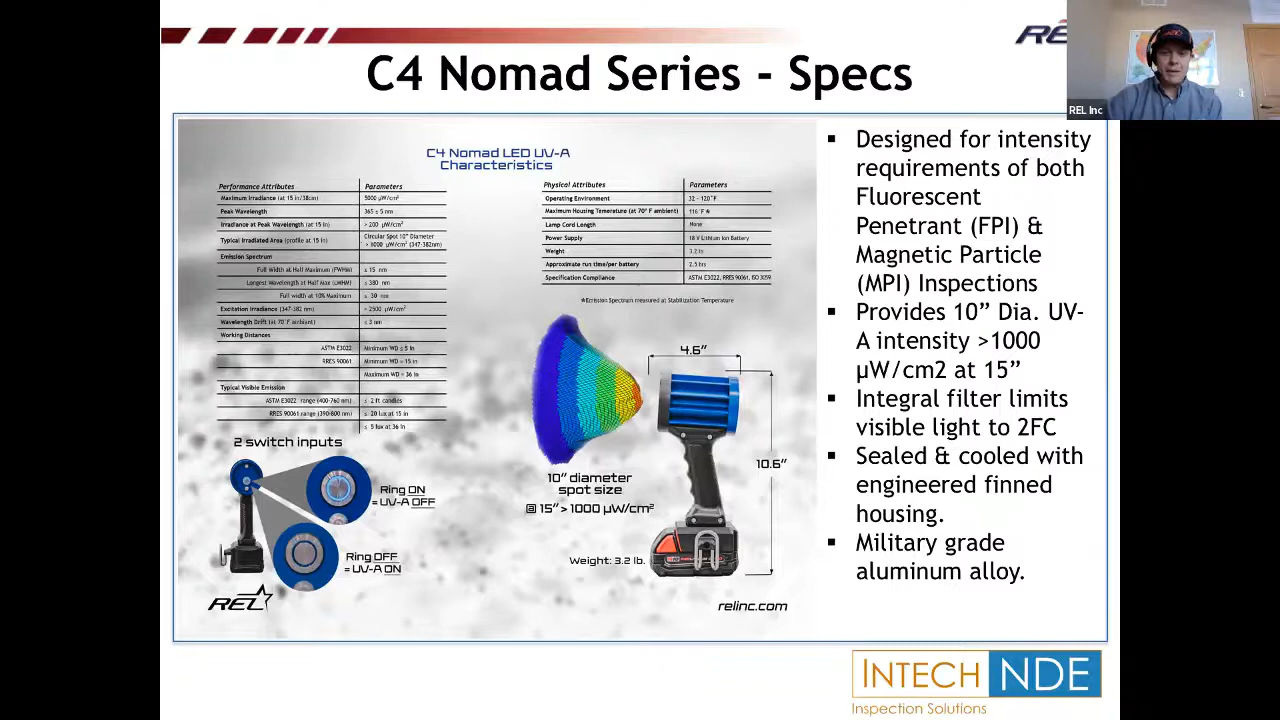 REL
REL Inc
C4 Nomad Series - Specs
C4 Nomad LED UV-A
Characteristics
Performance Attributes Parameters
Maximum Irradiance (at 15 in/38cm) 5000 µW/cm²
Peak Wavelength 365 ± 5 nm
Irradiance at Peak Wavelength (at 15 in) > 200 µW/cm²
Typical Irradiated Area (profile at 15 in) Circular Spot 10" Diameter
> 1000 µW/cm² (347-382nm)
Emission Spectrum
Full Width at Half Maximum (FWHM) ≤ 15 nm
Longest Wavelength at Half Max (LWHM) ≤ 380 nm
Full width at 10% Maximum ≤ 30 nm
Excitation Irradiance (347-382 nm) > 2500 µW/cm²
Wavelength Drift (at 70°F ambient) ≤ 3 nm
Working Distances
ASTM E3022 Minimum WD ≤ 5 in
RRES 90061 Minimum WD = 15 in
Maximum WD = 36 in
Typical Visible Emission
ASTM E3022 range (400-760 nm) ≤ 2 ft candles
RRES 90061 range (390-800 nm) ≤ 20 lux at 15 in
≤ 5 lux at 36 in
Physical Attributes Parameters
Operating Environment 32 - 120°F
Maximum Housing Temerature (at 70° F ambient) 116°F *
Lamp Cord Length None
Power Supply 18 V Lithium Ion Battery
Weight 3.2 lb
Approximate run time/per battery 2.5 hrs
Specification Compliance ASTM E3022, RRES 90061, ISO 3059
*Emission Spectrum measured at Stabilization Temperature
2 switch inputs
Ring ON
= UV-A OFF
Ring OFF
= UV-A ON
4.6"
10.6"
10" diameter
spot size
@ 15" > 1000 µW/cm²
Weight: 3.2 lb.
REL
relinc.com
▪ Designed for intensity
requirements of both
Fluorescent
Penetrant (FPI) &
Magnetic Particle
(MPI) Inspections
▪ Provides 10” Dia. UV-
A intensity >1000
µW/cm2 at 15”
▪ Integral filter limits
visible light to 2FC
▪ Sealed & cooled with
engineered finned
housing.
▪ Military grade
aluminum alloy.
INTECH NDE
Inspection Solutions